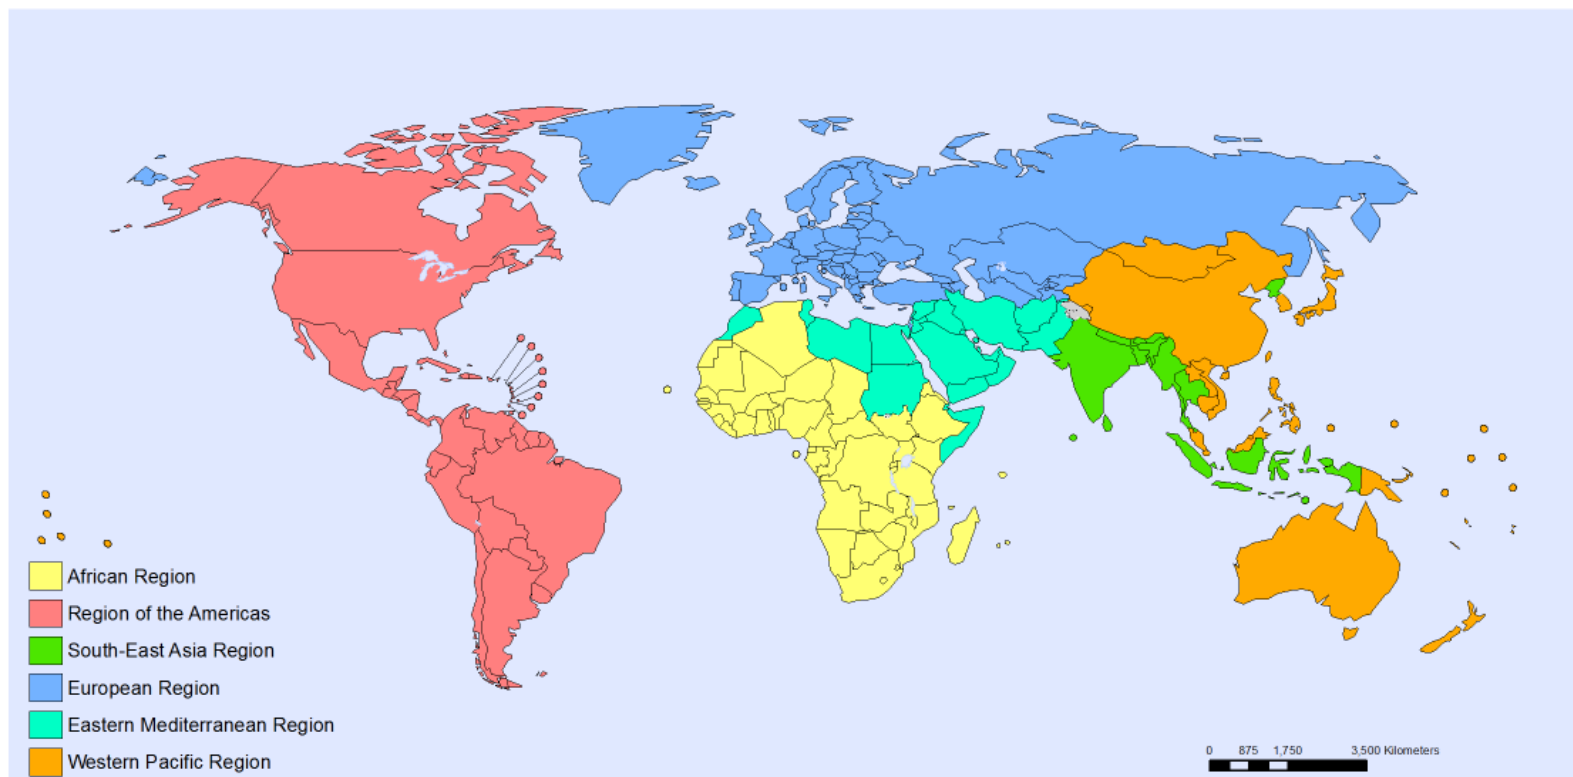 African Region
Region of the Americas
South-East Asia Region
European Region
Eastern Mediterranean Region
Western Pacific Region
0 875 1,750 3,500 Kilometers